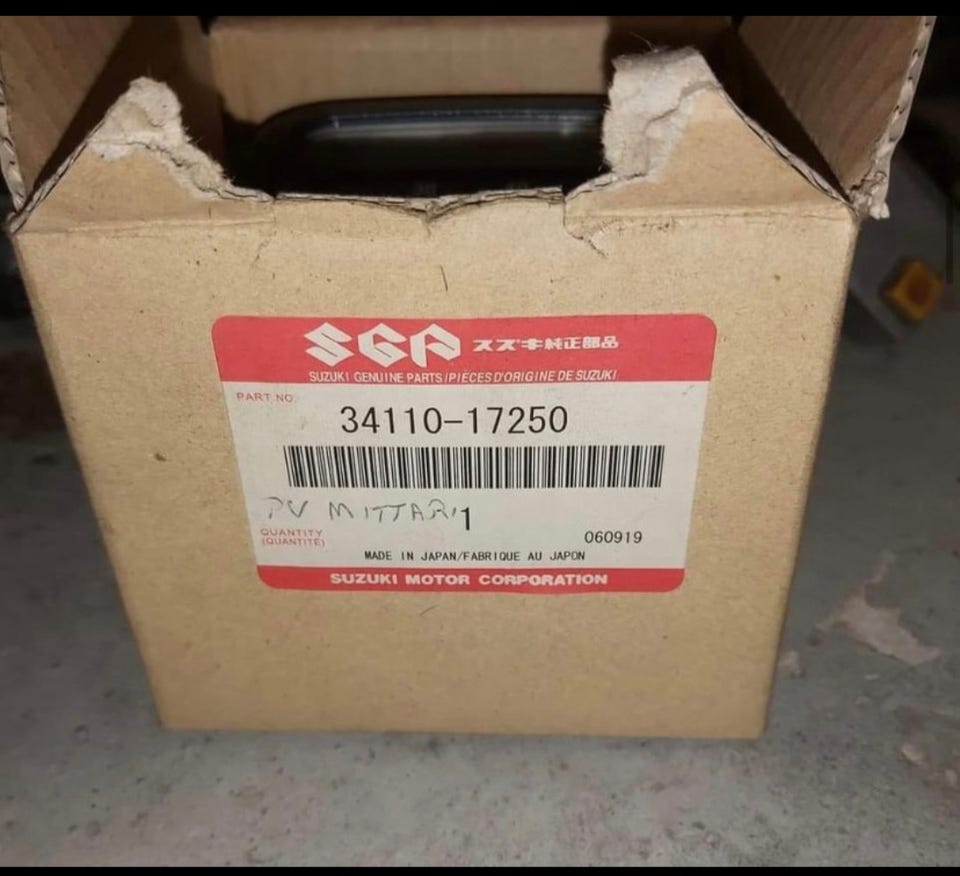 SGP スズキ純正部品
SUZUKI GENUINE PARTS/PIÈCES D'ORIGINE DE SUZUKI
PART NO.
34110-17250
PV MITTARI 1
QUANTITY
(QUANTITÉ)
060919
MADE IN JAPAN/FABRIQUE AU JAPON
SUZUKI MOTOR CORPORATION